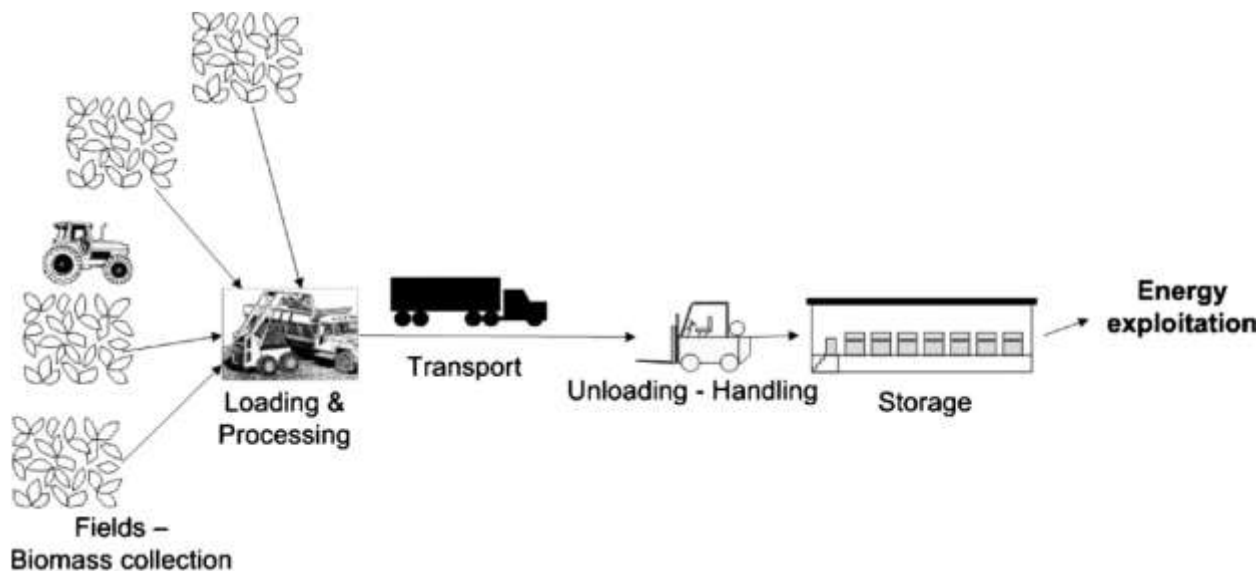 Fields –
Biomass collection
Loading &
Processing
Transport
Unloading - Handling
Storage
Energy
exploitation